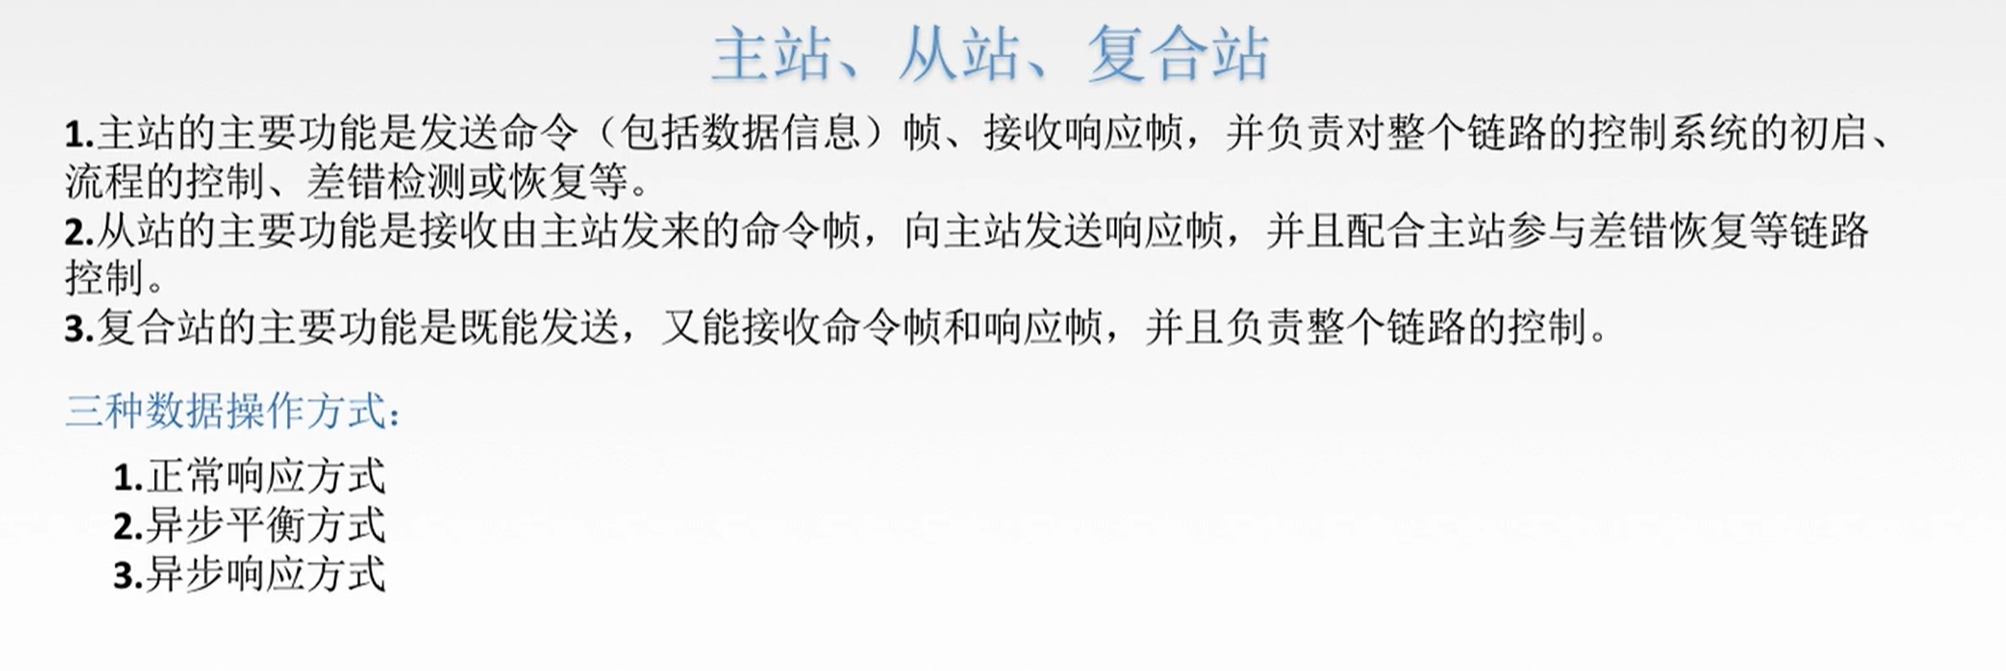 主站、从站、复合站
1.主站的主要功能是发送命令（包括数据信息）帧、接收响应帧，并负责对整个链路的控制系统的初启、
流程的控制、差错检测或恢复等。
2.从站的主要功能是接收由主站发来的命令帧，向主站发送响应帧，并且配合主站参与差错恢复等链路
控制。
3.复合站的主要功能是既能发送，又能接收命令帧和响应帧，并且负责整个链路的控制。
三种数据操作方式：
1.正常响应方式
2.异步平衡方式
3.异步响应方式